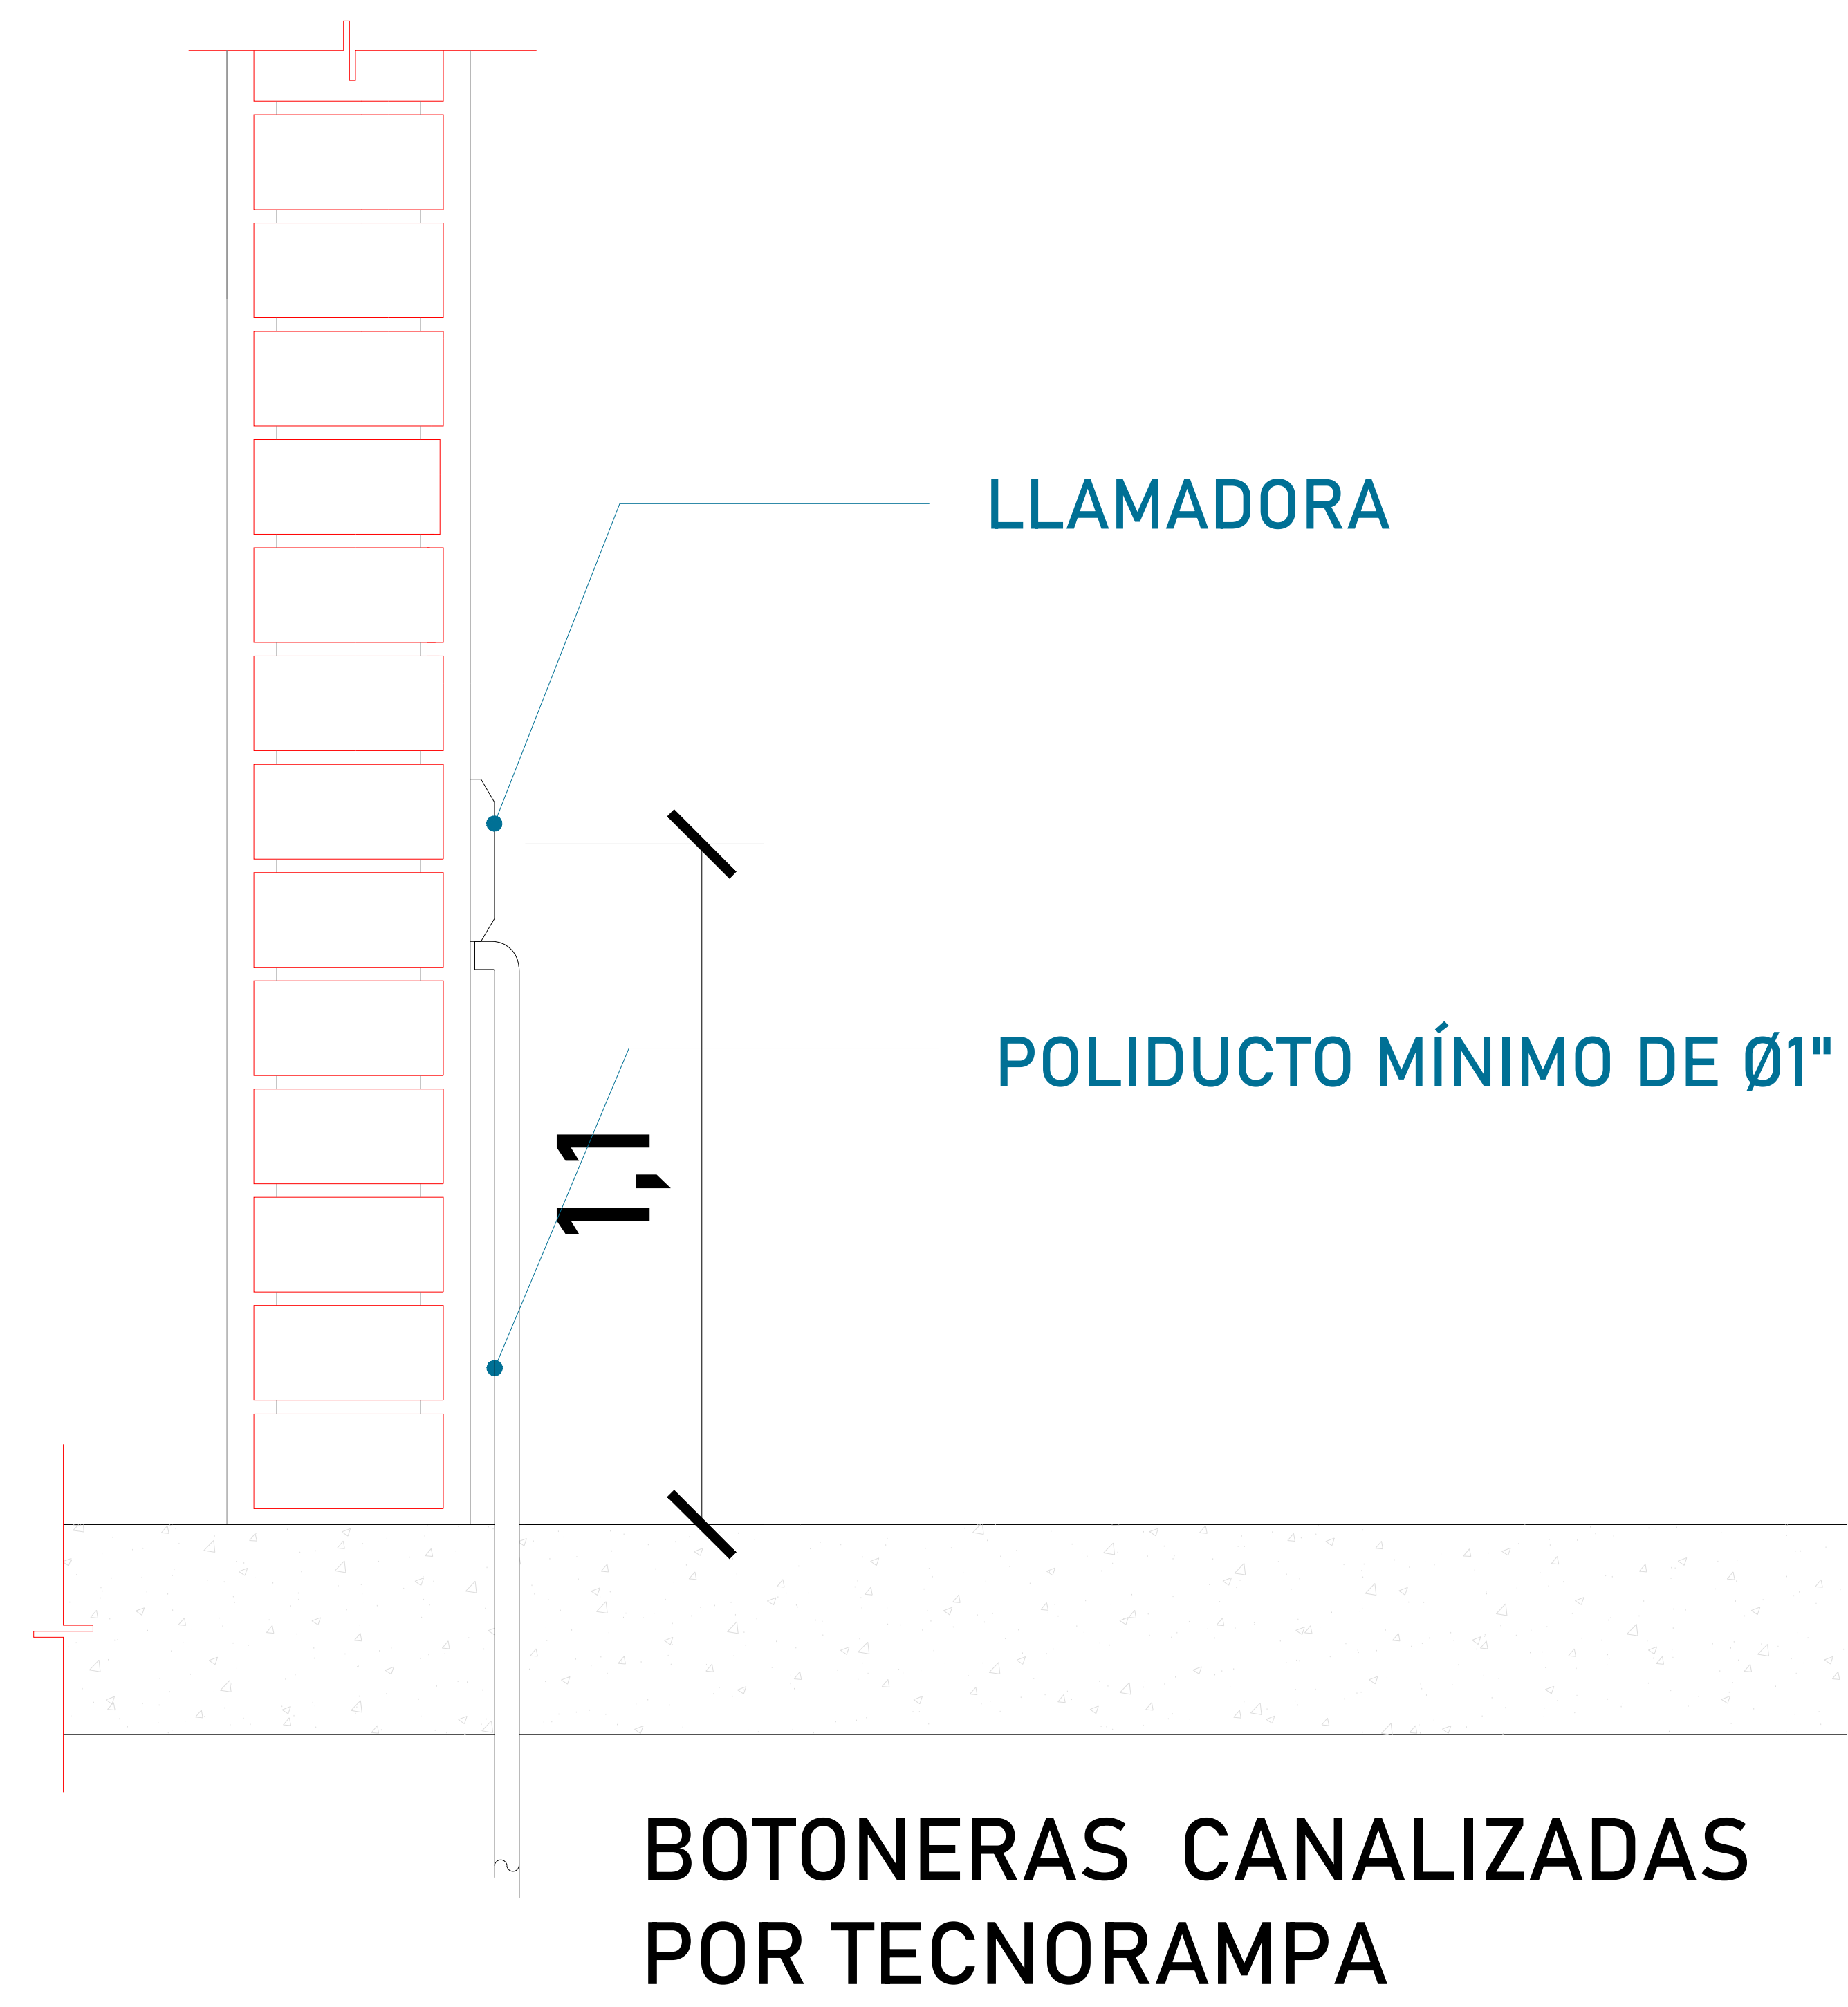 LLAMADORA
POLIDUCTO MÍNIMO DE Ø1"
1,1
BOTONERAS CANALIZADAS
POR TECNORAMPA